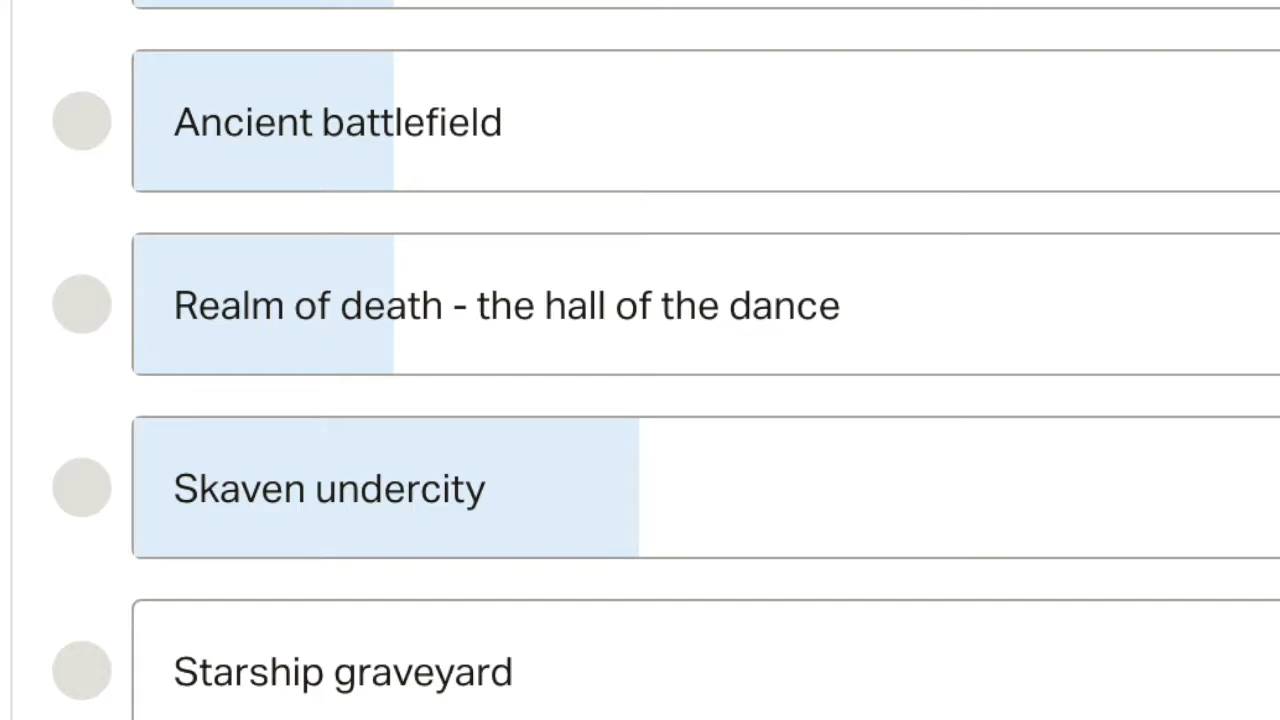 Ancient battlefield
Realm of death - the hall of the dance
Skaven undercity
Starship graveyard